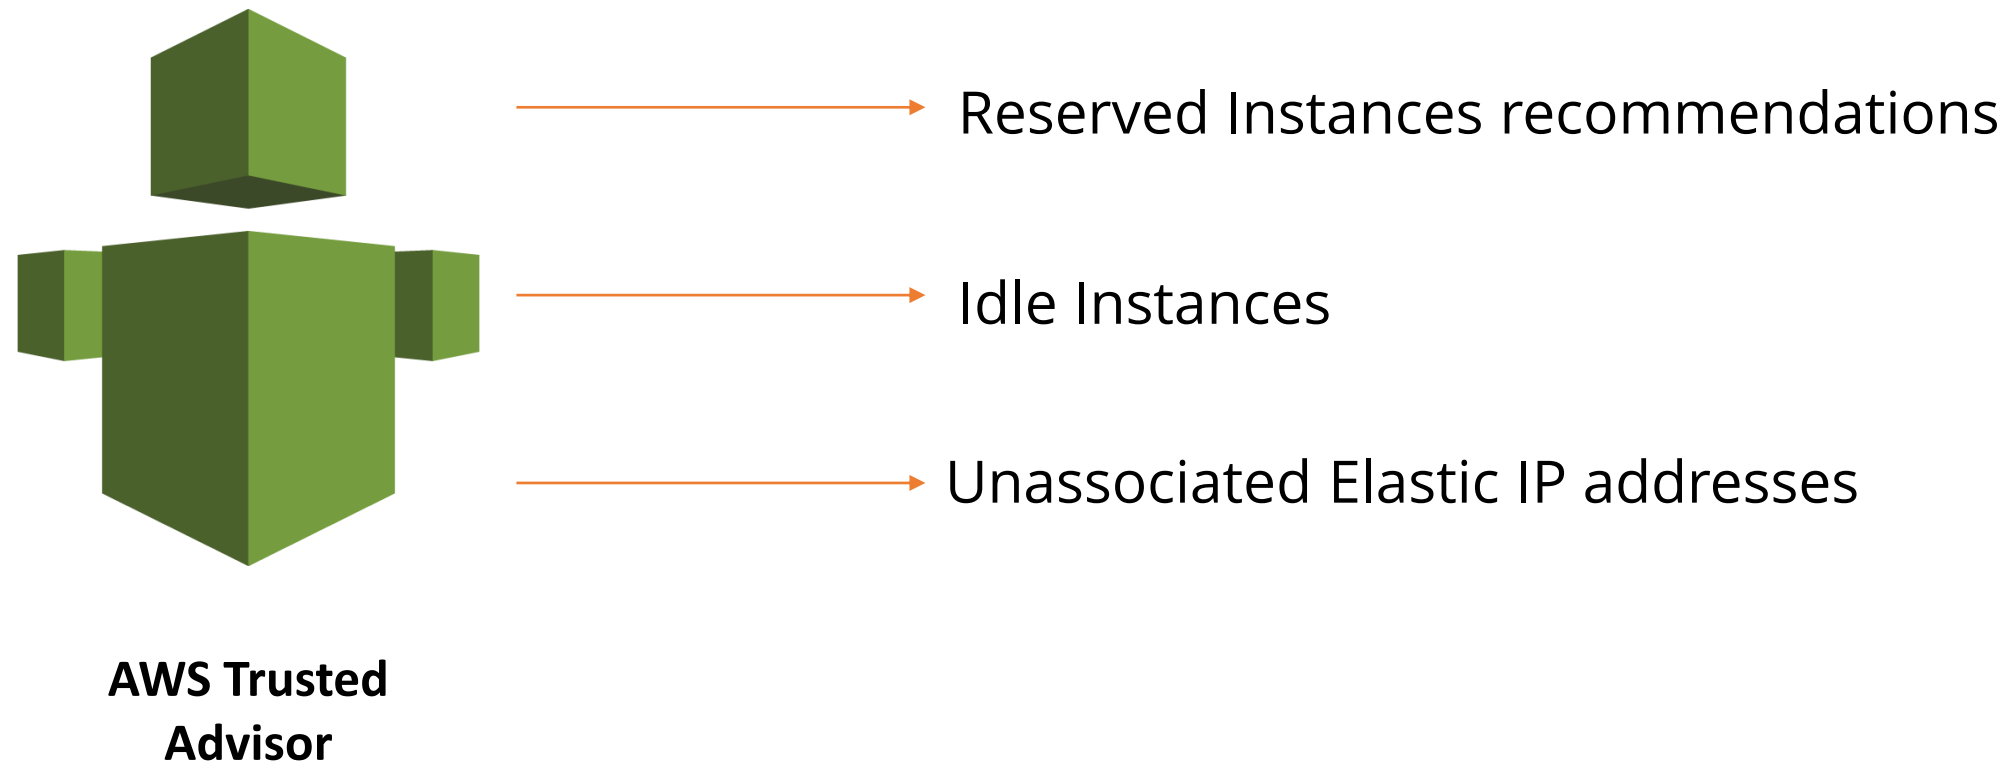 Reserved Instances recommendations
Idle Instances
Unassociated Elastic IP addresses
AWS Trusted
Advisor